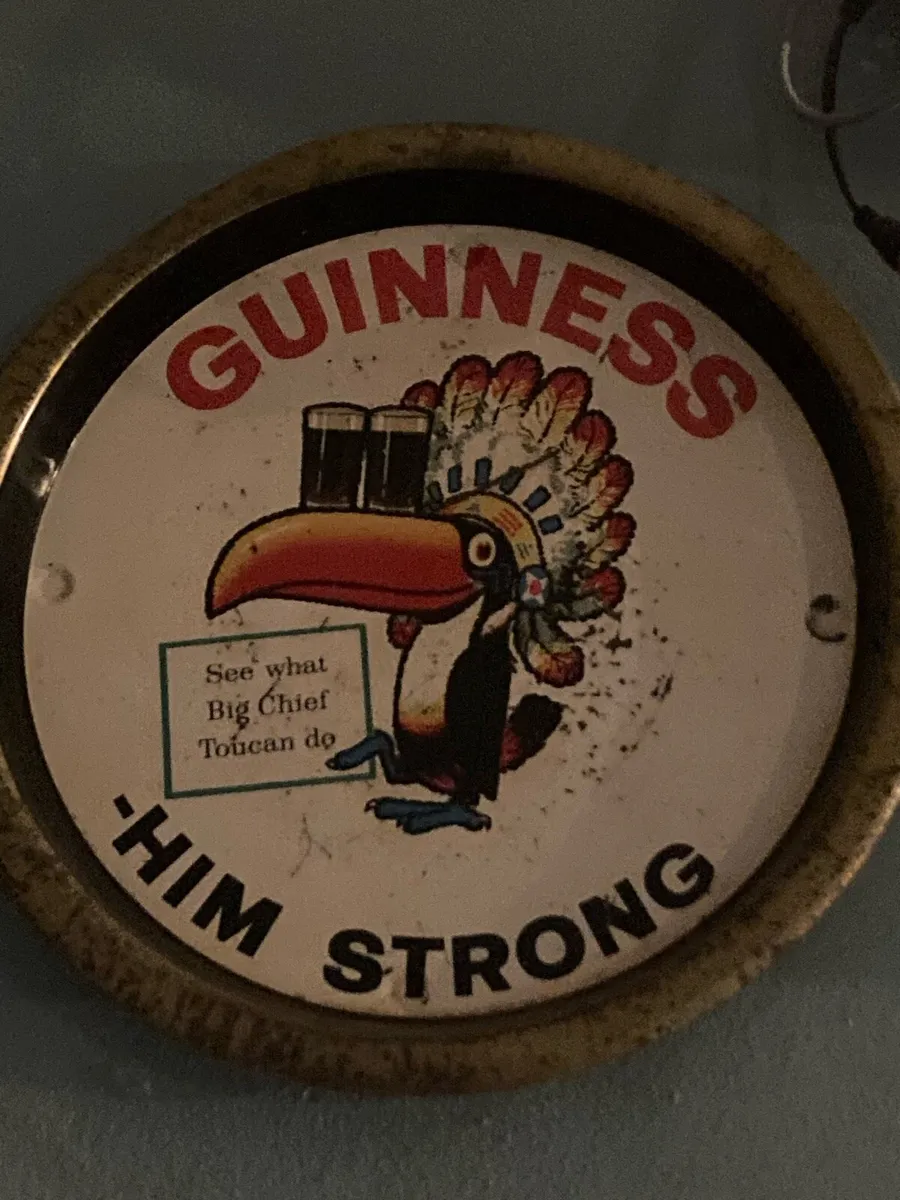 GUINNESS
See what
Big Chief
Toucan do
-HIM STRONG